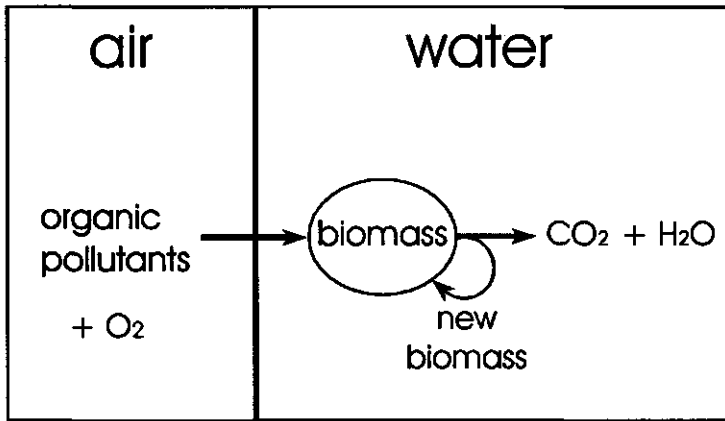 air
water
organic
pollutants
+ O2
biomass
CO2 + H2O
new
biomass